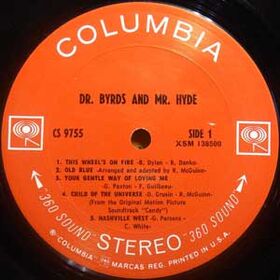 COLUMBIA
DR. BYRDS AND MR. HYDE
CS 9755
SIDE 1
XSM 138500
1. THIS WHEEL'S ON FIRE -B. Dylan - R. Danko-
2. OLD BLUE -Arranged and adapted by R. McGuinn-
3. YOUR GENTLE WAY OF LOVING ME
-G. Paxton - F. Guilbeau-
4. CHILD OF THE UNIVERSE -D. Grusin - R. McGuinn-
(From the Original Motion Picture
Soundtrack "Candy")
5. NASHVILLE WEST -G. Parsons -
C. White-
"360 SOUND" STEREO "360 SOUND"
® "COLUMBIA", MARCAS REG. PRINTED IN U.S.A.